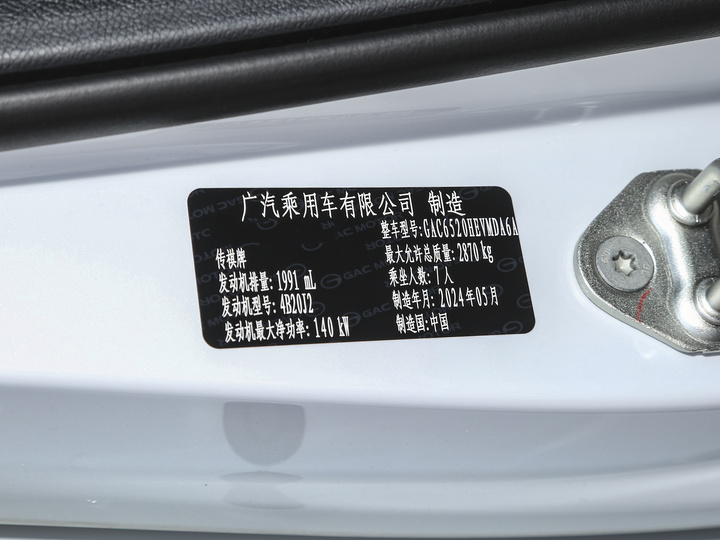 广汽乘用车有限公司 制造
整车型号:GAC6520HEVMDA6A
传祺牌
最大允许总质量: 2870 kg
发动机排量: 1991 mL
乘坐人数: 7 人
发动机型号: 4B20J2
制造年月: 2024年05月
发动机最大净功率: 140 kW
制造国: 中国
GAC MOTOR